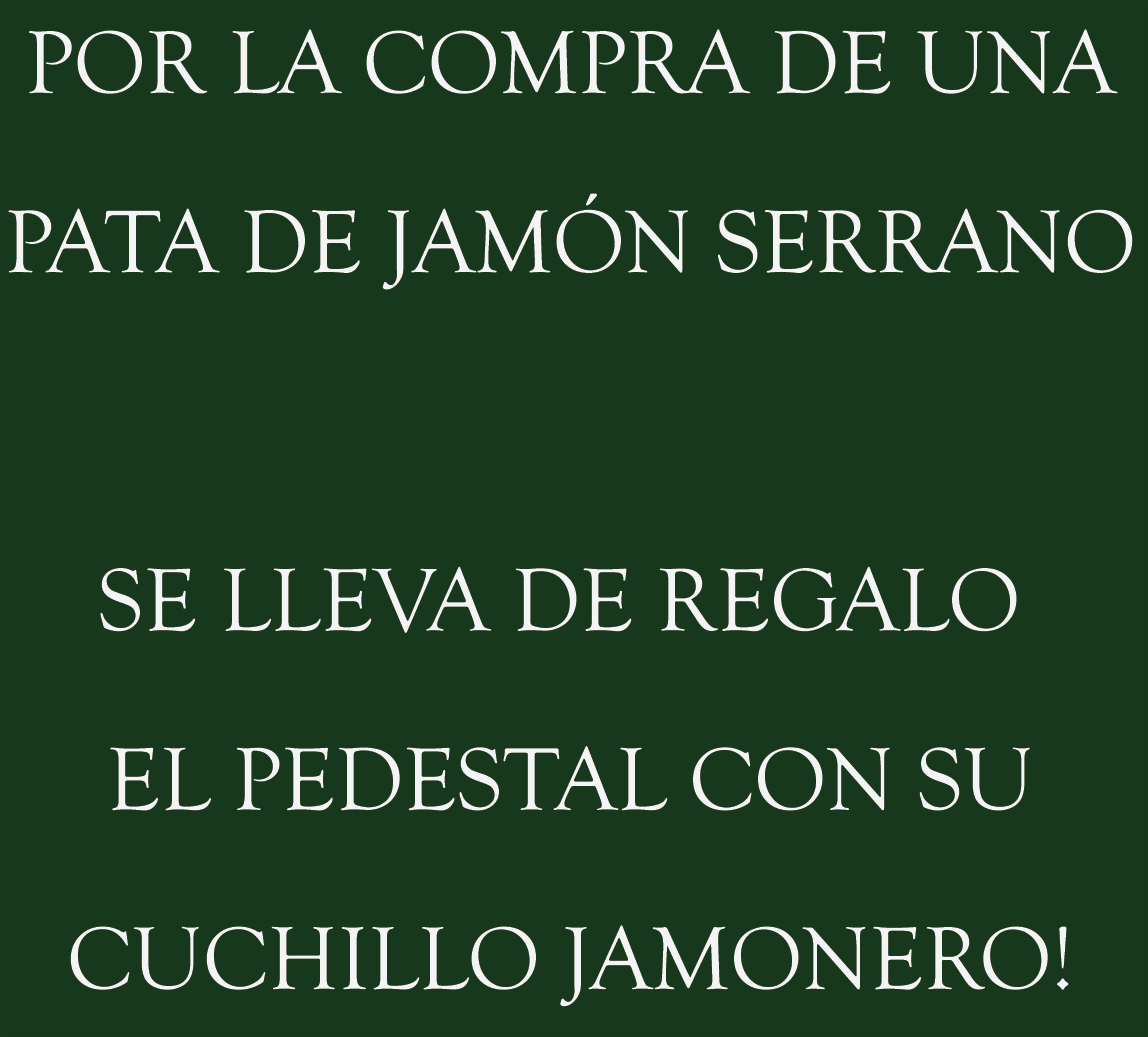 POR LA COMPRA DE UNA
PATA DE JAMÓN SERRANO
SE LLEVA DE REGALO
EL PEDESTAL CON SU
CUCHILLO JAMONERO!